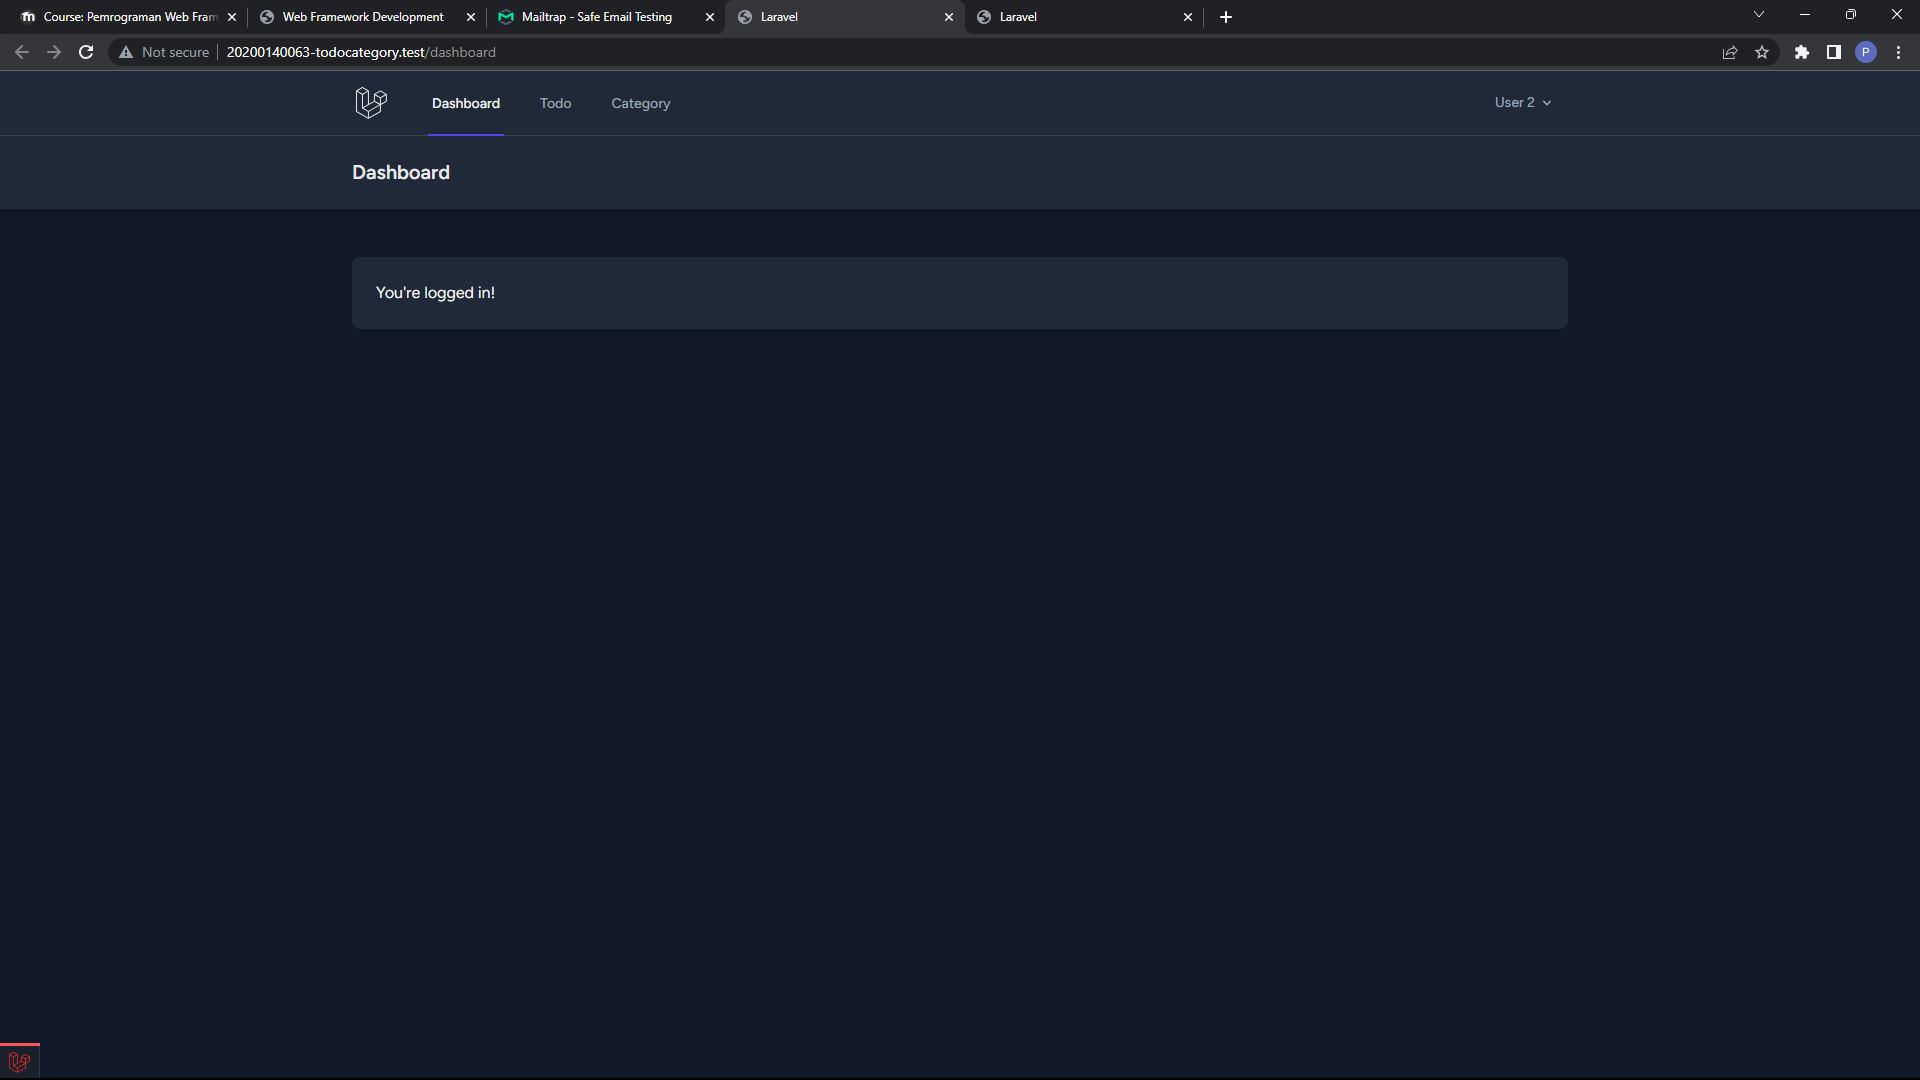 Course: Pemrograman Web Fram
Web Framework Development
Mailtrap - Safe Email Testing
Laravel
Laravel
Not secure
20200140063-todocategory.test/dashboard
P
Dashboard
Todo
Category
User 2
Dashboard
You're logged in!